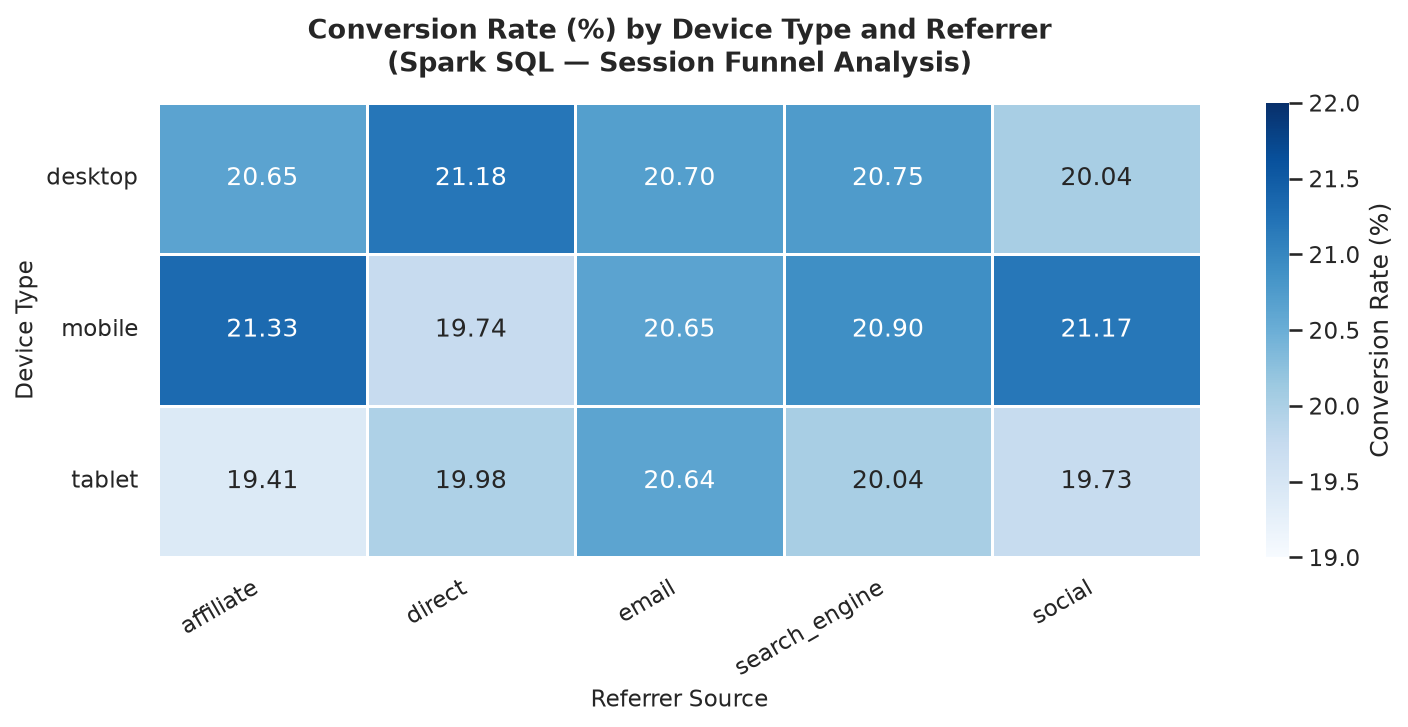 Conversion Rate (%) by Device Type and Referrer
(Spark SQL — Session Funnel Analysis)
Device Type
desktop
20.65 21.18 20.70 20.75 20.04
mobile
21.33 19.74 20.65 20.90 21.17
tablet
19.41 19.98 20.64 20.04 19.73
affiliate direct email search_engine social
Referrer Source
22.0
21.5
21.0
20.5
20.0
19.5
19.0
Conversion Rate (%)